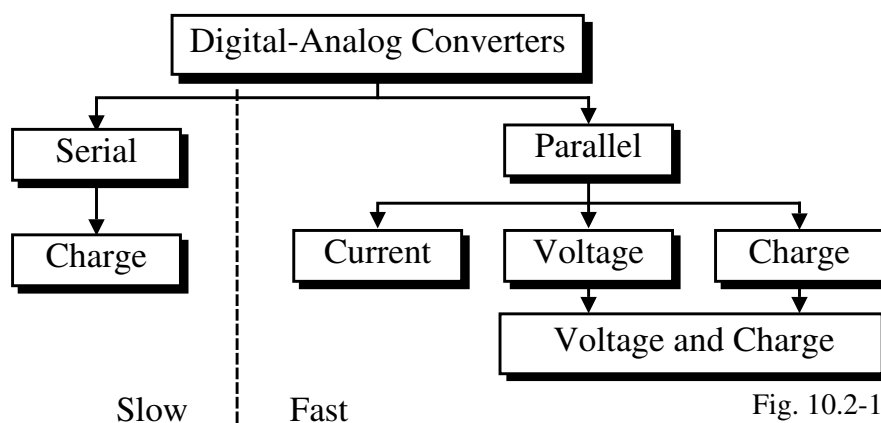 Digital-Analog Converters
Serial
Parallel
Charge
Current
Voltage
Charge
Voltage and Charge
Slow
Fast
Fig. 10.2-1